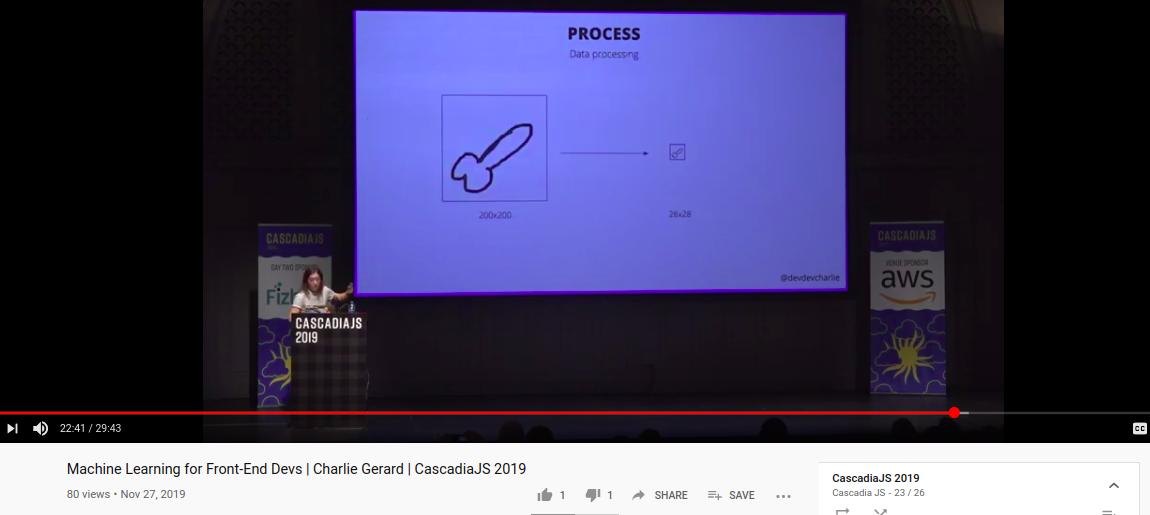 PROCESS
Data processing
200x200
28x28
@devdevcharlie
CASCADIAJS
DAY TWO SPONSOR
CASCADIAJS
2019
CASCADIAJS
VENUE SPONSOR
aws
22:41 / 29:43
CC
Machine Learning for Front-End Devs | Charlie Gerard | CascadiaJS 2019
80 views • Nov 27, 2019
1
1
SHARE
SAVE
CascadiaJS 2019
Cascadia JS - 23 / 26